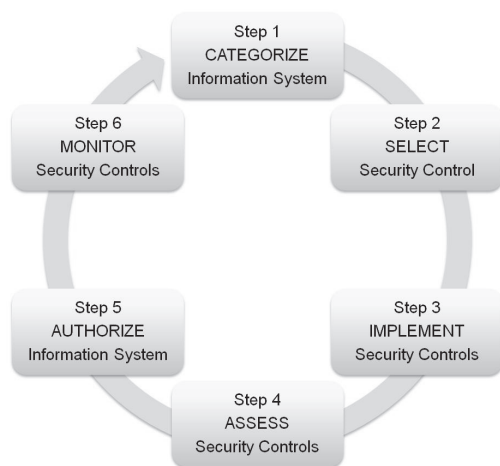 Step 1
CATEGORIZE
Information System
Step 2
SELECT
Security Control
Step 3
IMPLEMENT
Security Controls
Step 4
ASSESS
Security Controls
Step 5
AUTHORIZE
Information System
Step 6
MONITOR
Security Controls